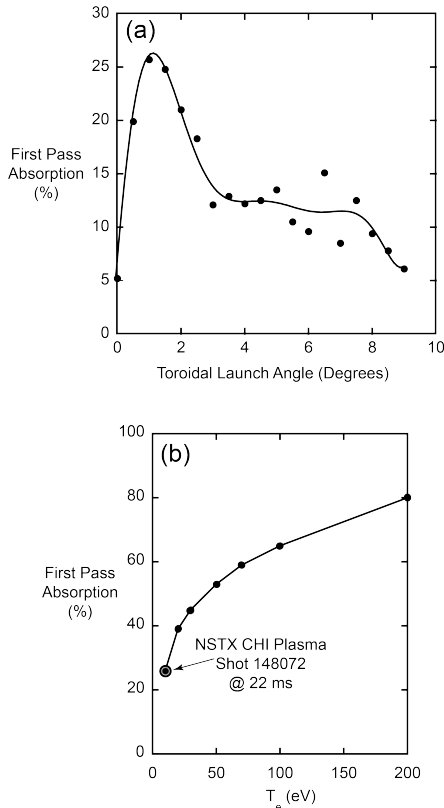 (a)
30
25
20
15
10
5
0
First Pass
Absorption
(%)
0 2 4 6 8 10
Toroidal Launch Angle (Degrees)
(b)
100
80
60
40
20
0
First Pass
Absorption
(%)
NSTX CHI Plasma
Shot 148072
@ 22 ms
0 50 100 150 200
Te (eV)